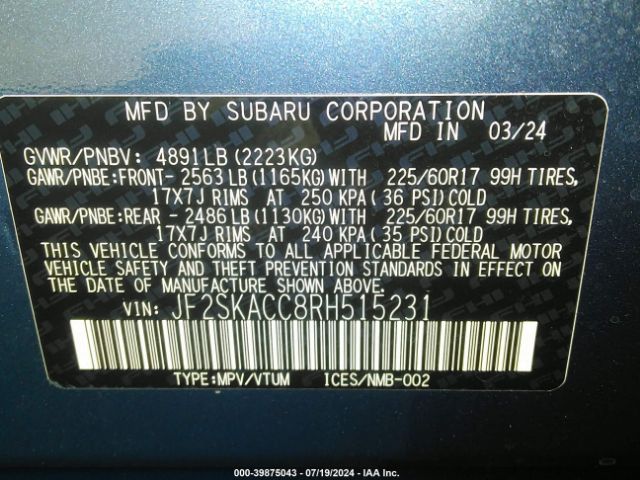 MFD BY SUBARU CORPORATION
MFD IN 03/24
GVWR/PNBV: 4891LB (2223KG)
GAWR/PNBE:FRONT- 2563 LB (1165KG) WITH 225/60R17 99H TIRES,
17X7J RIMS AT 250 KPA (36 PSI) COLD
GAWR/PNBE:REAR - 2486 LB (1130KG) WITH 225/60R17 99H TIRES,
17X7J RIMS AT 240 KPA (35 PSI) COLD
THIS VEHICLE CONFORMS TO ALL APPLICABLE FEDERAL MOTOR
VEHICLE SAFETY AND THEFT PREVENTION STANDARDS IN EFFECT ON
THE DATE OF MANUFACTURE SHOWN ABOVE.
VIN: JF2SKACC8RH515231
TYPE:MPV/VTUM ICES/NMB-002
000-39875043 - 07/19/2024 - IAA Inc.